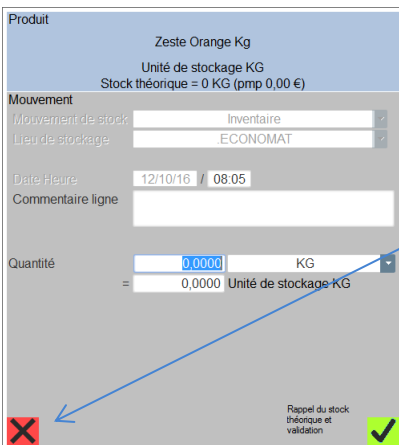 Produit
Zeste Orange Kg
Unité de stockage KG
Stock théorique = 0 KG (pmp 0,00 €)
Mouvement
Mouvement de stock Inventaire
Lieu de stockage .ECONOMAT
Date Heure 12/10/16 / 08:05
Commentaire ligne
Quantité 0,0000 KG
= 0,0000 Unité de stockage KG
Rappel du stock
théorique et
validation